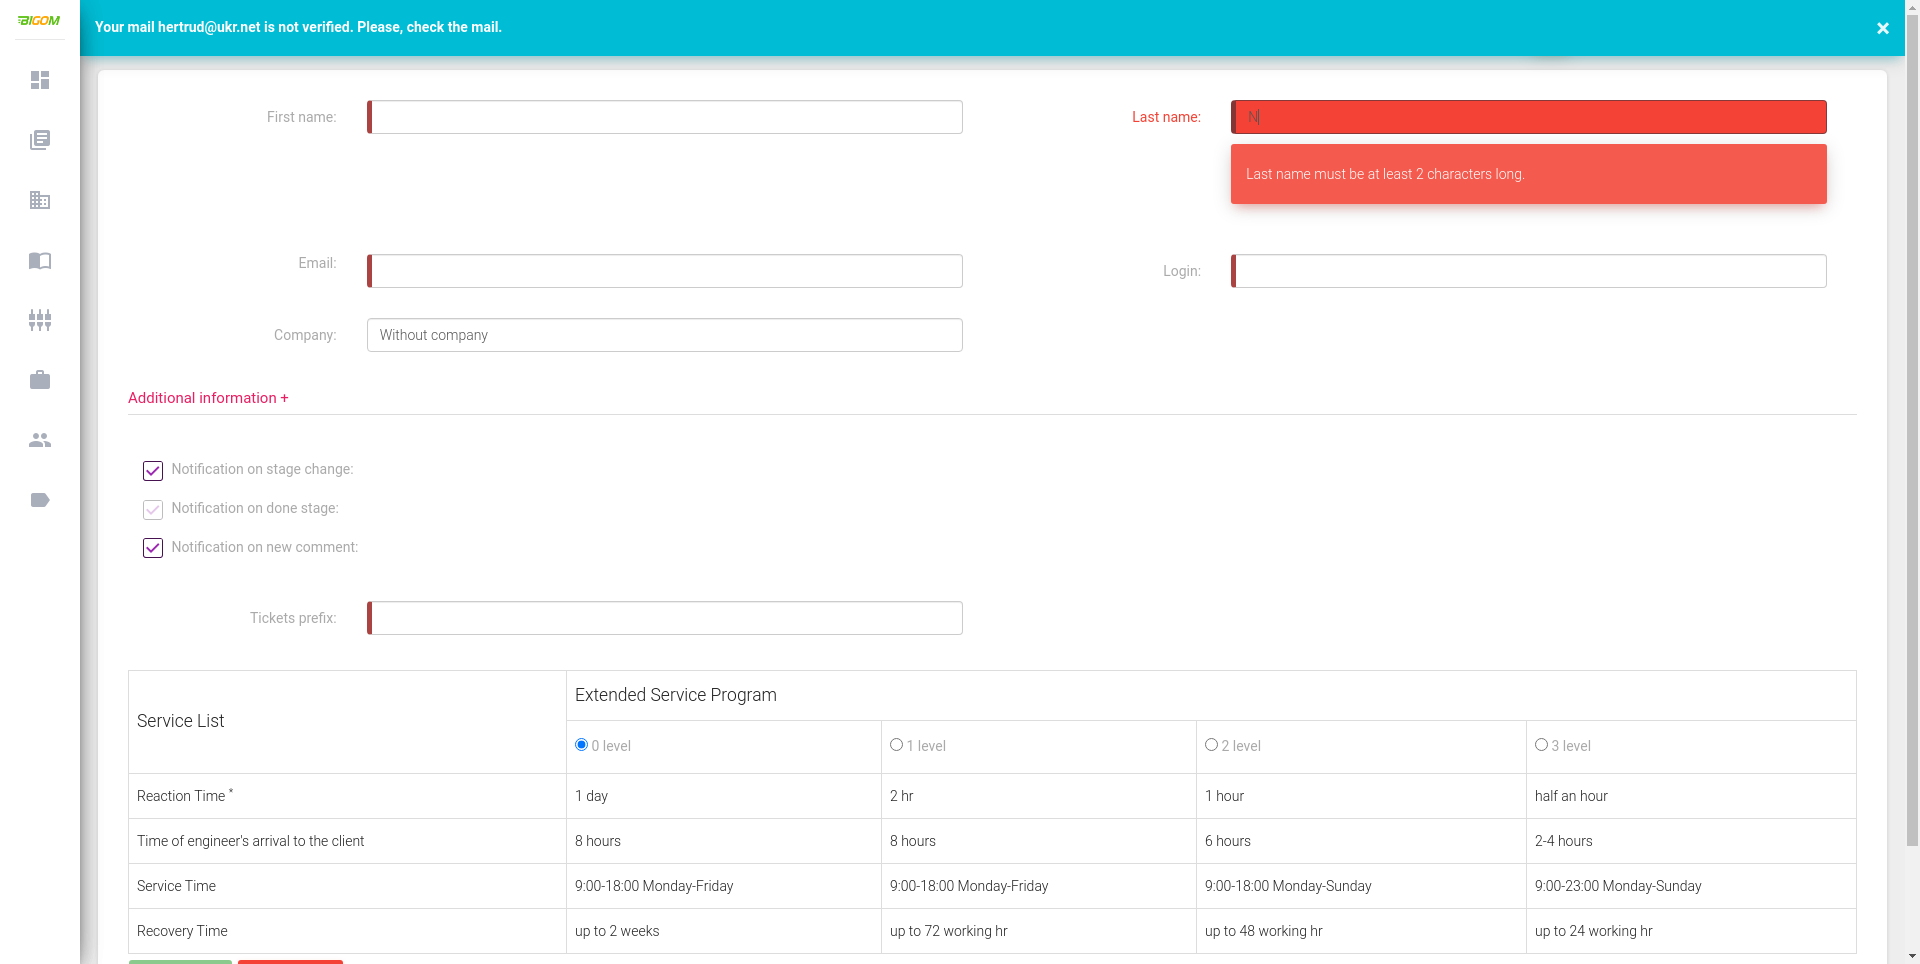 BIGOM
Your mail hertrud@ukr.net is not verified. Please, check the mail.
First name:
Last name: N
Last name must be at least 2 characters long.
Email:
Login:
Company: Without company
Additional information +
Notification on stage change:
Notification on done stage:
Notification on new comment:
Tickets prefix:
Service List
Extended Service Program
0 level 1 level 2 level 3 level
Reaction Time * 1 day 2 hr 1 hour half an hour
Time of engineer's arrival to the client 8 hours 8 hours 6 hours 2-4 hours
Service Time 9:00-18:00 Monday-Friday 9:00-18:00 Monday-Friday 9:00-18:00 Monday-Sunday 9:00-23:00 Monday-Sunday
Recovery Time up to 2 weeks up to 72 working hr up to 48 working hr up to 24 working hr